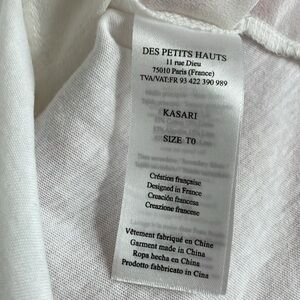 DES PETITS HAUTS
11 rue Dieu
75010 Paris (France)
TVA/VAT:FR 93 422 390 989
KASARI
SIZE T0
Création française
Designed in France
Creación francesa
Creazione francese
Vêtement fabriqué en Chine
Garment made in China
Ropa hecha en China
Prodotto fabbricato in Cina